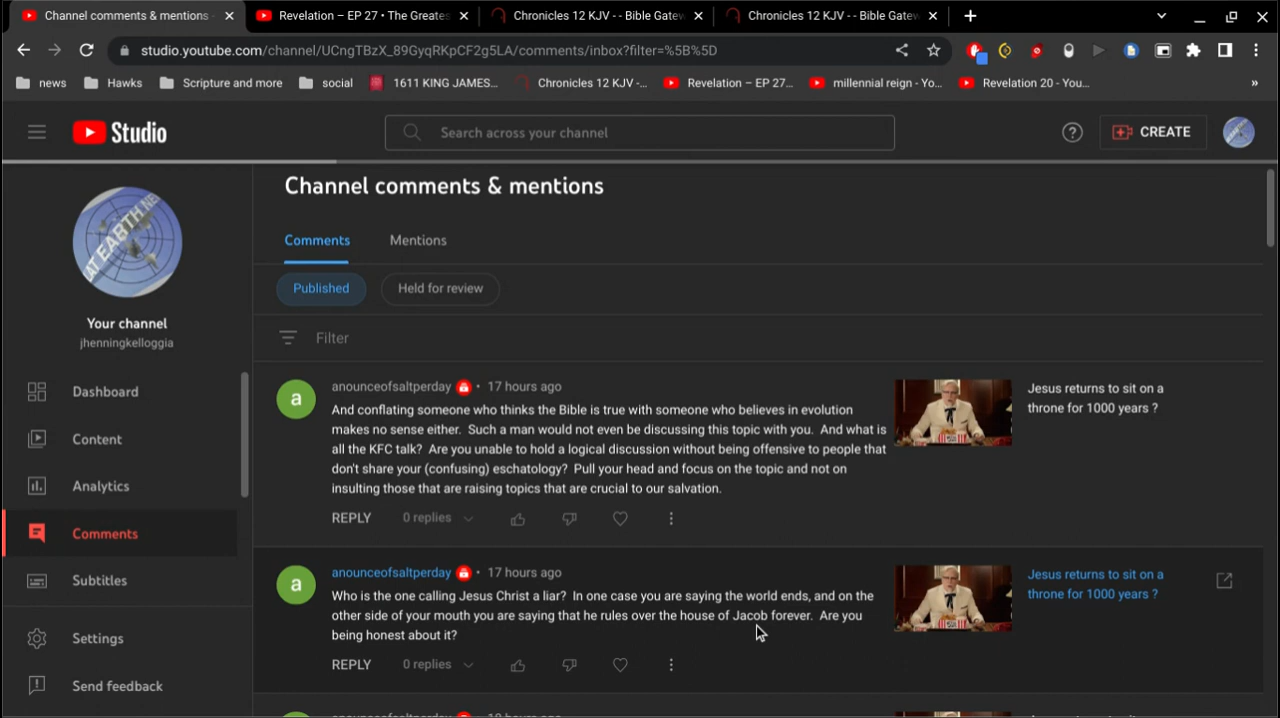 Channel comments & mentions -
Revelation – EP 27 • The Greates
Chronicles 12 KJV - - Bible Gatew
Chronicles 12 KJV - - Bible Gatew
studio.youtube.com/channel/UCngTBzX_89GyqRKpCF2g5LA/comments/inbox?filter=%5B%5D
news
Hawks
Scripture and more
social
1611 KING JAMES...
Chronicles 12 KJV -...
Revelation – EP 27...
millennial reign - Yo...
Revelation 20 - You...
Studio
Search across your channel
CREATE
Channel comments & mentions
Comments
Mentions
Published
Held for review
Filter
AT EARTH NE
Your channel
jhenningkelloggia
Dashboard
Content
Analytics
Comments
Subtitles
Settings
Send feedback
a
anounceofsaltperday • 17 hours ago
And conflating someone who thinks the Bible is true with someone who believes in evolution
makes no sense either. Such a man would not even be discussing this topic with you. And what is
all the KFC talk? Are you unable to hold a logical discussion without being offensive to people that
don't share your (confusing) eschatology? Pull your head and focus on the topic and not on
insulting those that are raising topics that are crucial to our salvation.
REPLY
0 replies
Jesus returns to sit on a
throne for 1000 years ?
a
anounceofsaltperday • 17 hours ago
Who is the one calling Jesus Christ a liar? In one case you are saying the world ends, and on the
other side of your mouth you are saying that he rules over the house of Jacob forever. Are you
being honest about it?
REPLY
0 replies
Jesus returns to sit on a
throne for 1000 years ?